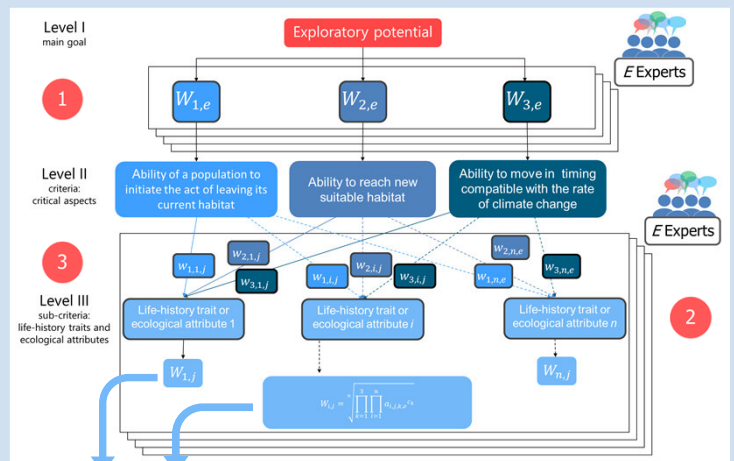 Level I
main goal
Exploratory potential
E Experts
1
W1,e
W2,e
W3,e
Level II
criteria:
critical aspects
Ability of a population to
initiate the act of leaving its
current habitat
Ability to reach new
suitable habitat
Ability to move in timing
compatible with the rate
of climate change
E Experts
3
w1,1,j
w2,1,j
w3,1,j
w1,i,j
w2,i,j
w3,i,j
w2,n,e
w1,n,e
w3,n,e
Level III
sub-criteria:
life-history traits and
ecological attributes
Life-history trait or
ecological attribute 1
Life-history trait or
ecological attribute i
Life-history trait or
ecological attribute n
2
W1,j
Wn,j